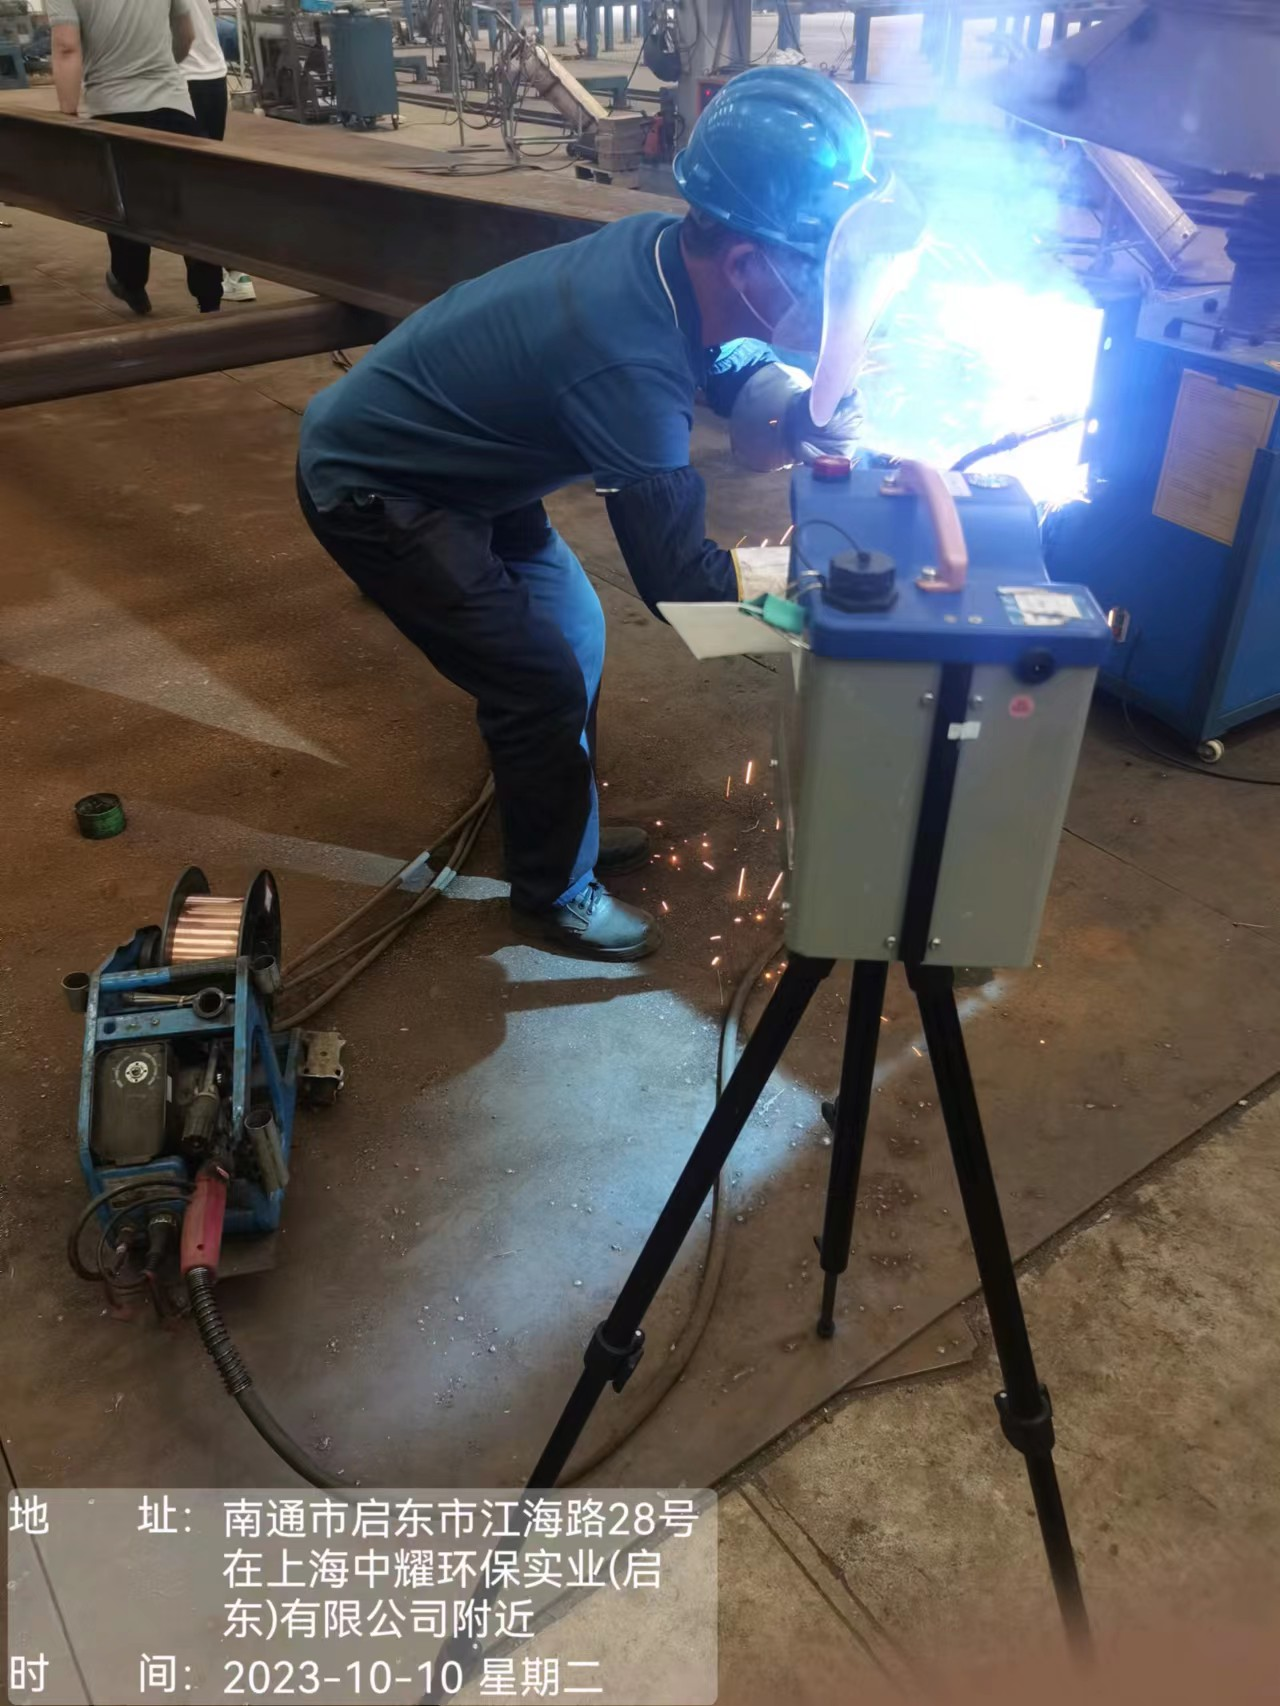 地 址: 南通市启东市江海路28号
在上海中耀环保实业(启
东)有限公司附近
时 间: 2023-10-10 星期二